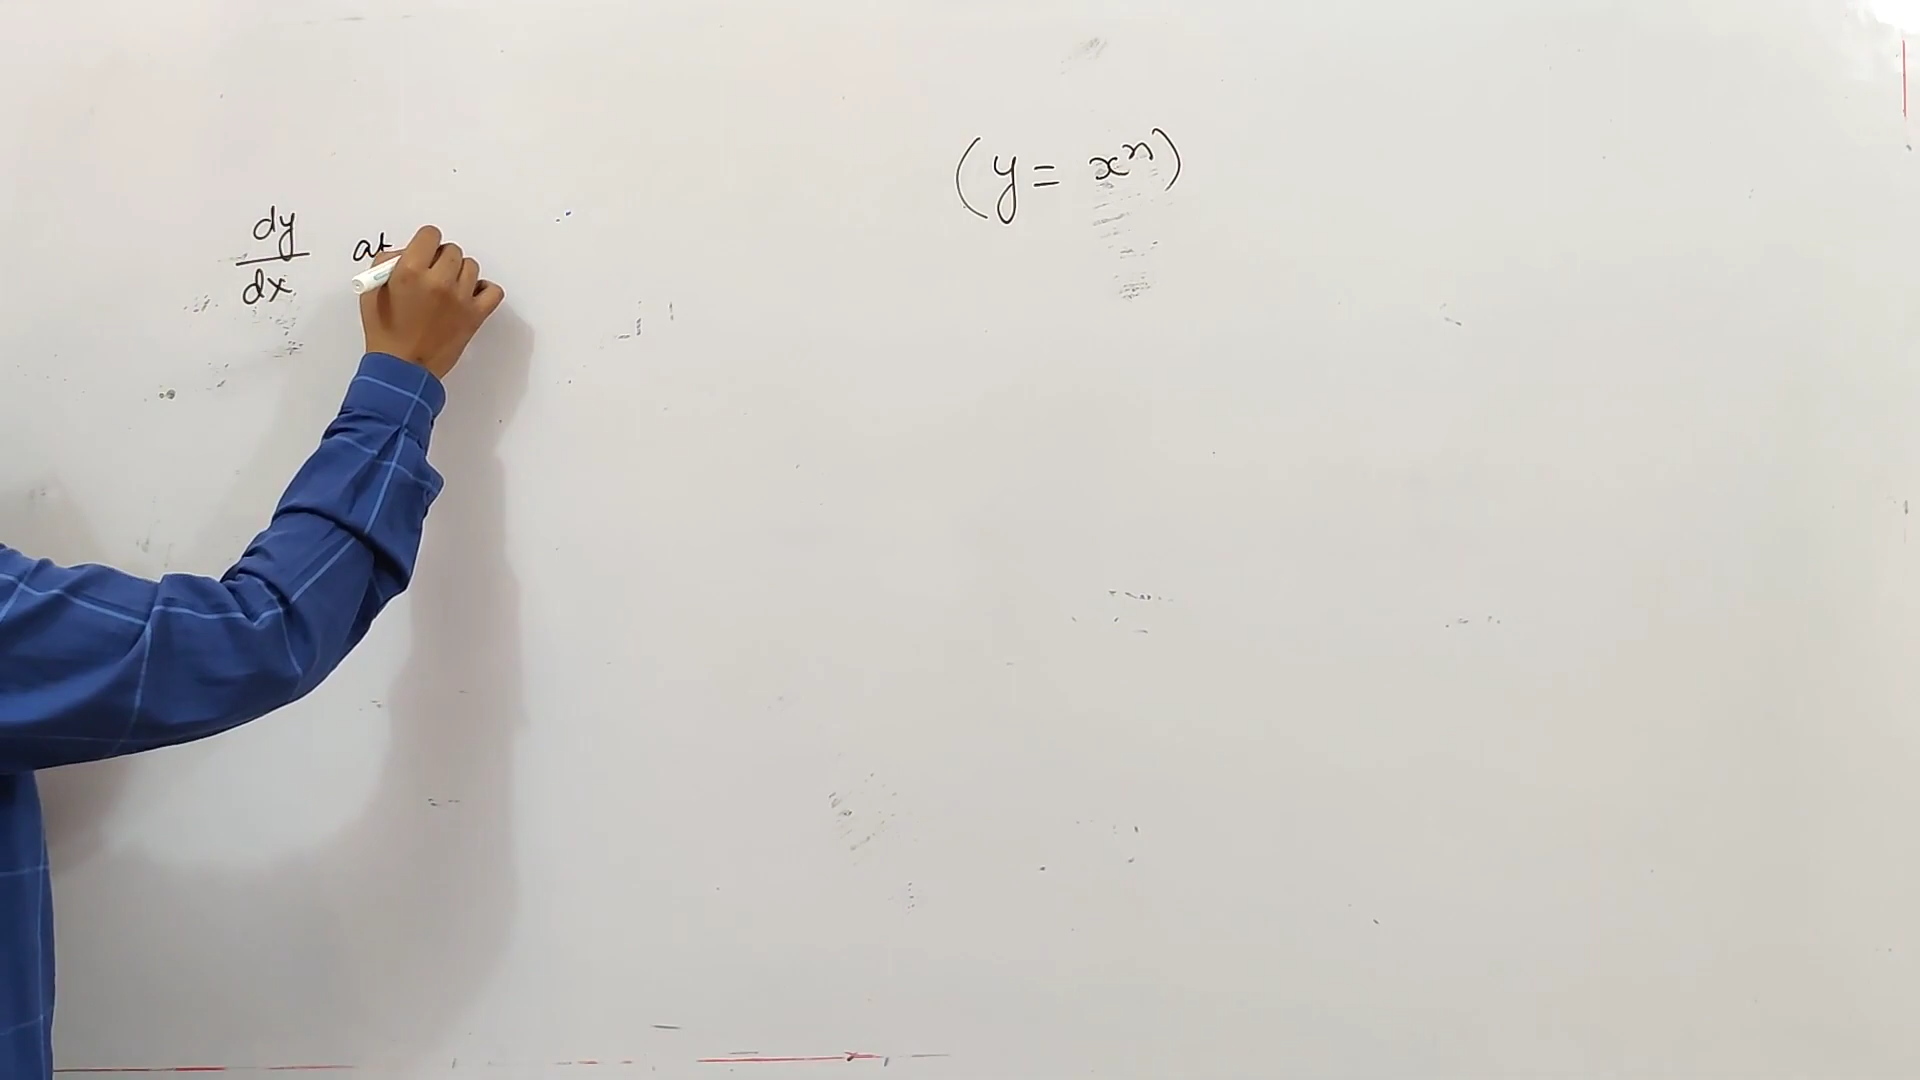 (y = xⁿ)
dy/dx at